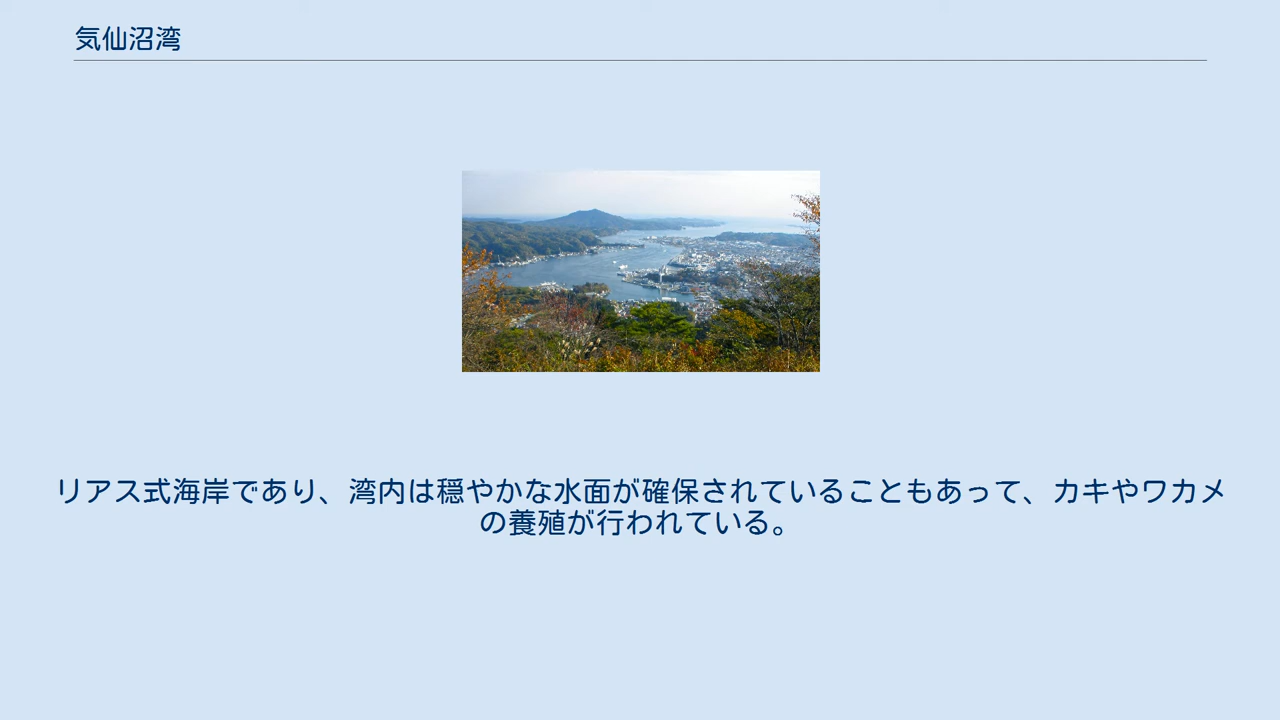 気仙沼湾
リアス式海岸であり、湾内は穏やかな水面が確保されていることもあって、カキやワカメ
の養殖が行われている。